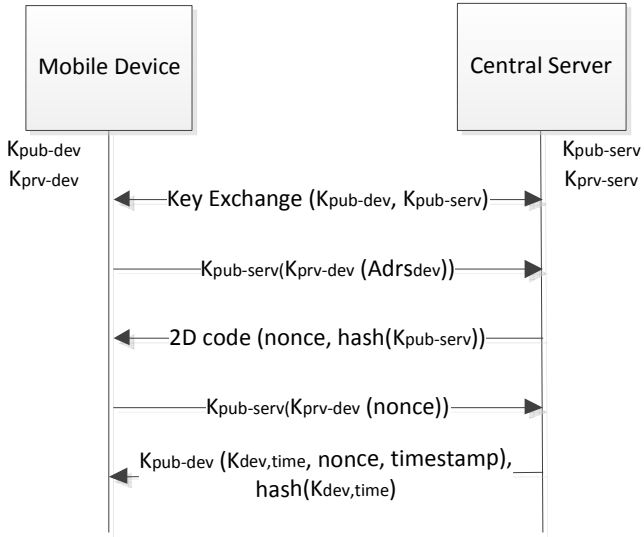 Mobile Device
Central Server
Kpub-dev
Kprv-dev
Kpub-serv
Kprv-serv
Key Exchange (Kpub-dev, Kpub-serv)
Kpub-serv(Kprv-dev (Adrsdev))
2D code (nonce, hash(Kpub-serv))
Kpub-serv(Kprv-dev (nonce))
Kpub-dev (Kdev,time, nonce, timestamp),
hash(Kdev,time)